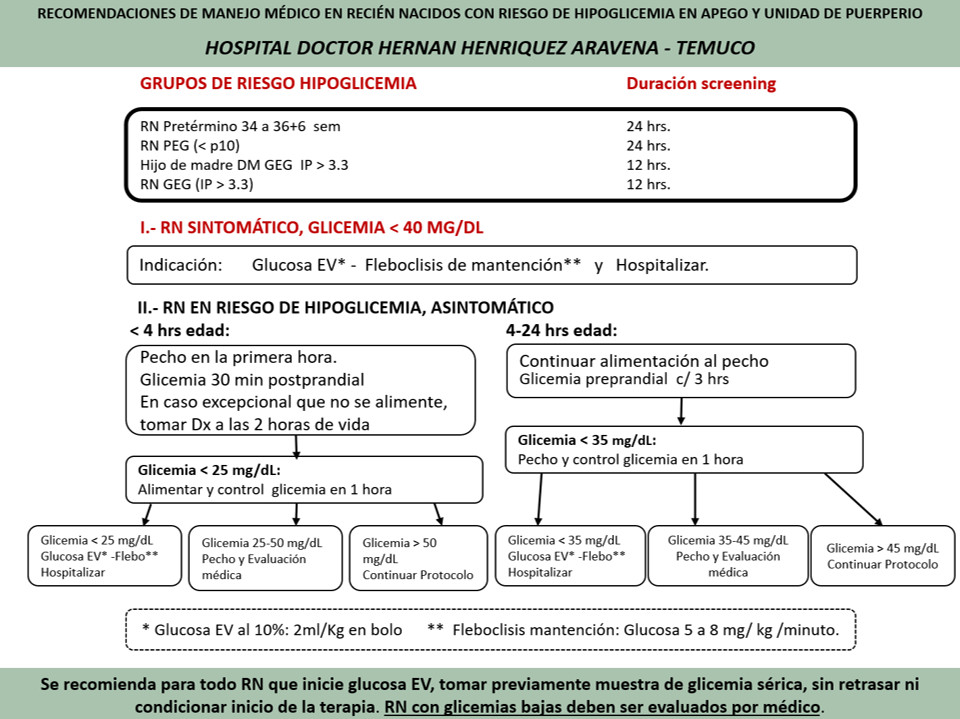 RECOMENDACIONES DE MANEJO MÉDICO EN RECIÉN NACIDOS CON RIESGO DE HIPOGLICEMIA EN APEGO Y UNIDAD DE PUERPERIO
HOSPITAL DOCTOR HERNAN HENRIQUEZ ARAVENA - TEMUCO
GRUPOS DE RIESGO HIPOGLICEMIA Duración screening
RN Pretérmino 34 a 36+6 sem 24 hrs.
RN PEG (< p10) 24 hrs.
Hijo de madre DM GEG IP > 3.3 12 hrs.
RN GEG (IP > 3.3) 12 hrs.
I.- RN SINTOMÁTICO, GLICEMIA < 40 MG/DL
Indicación: Glucosa EV* - Fleboclisis de mantención** y Hospitalizar.
II.- RN EN RIESGO DE HIPOGLICEMIA, ASINTOMÁTICO
< 4 hrs edad:
Pecho en la primera hora.
Glicemia 30 min postprandial
En caso excepcional que no se alimente,
tomar Dx a las 2 horas de vida
Glicemia < 25 mg/dL:
Alimentar y control glicemia en 1 hora
Glicemia < 25 mg/dL
Glucosa EV* -Flebo**
Hospitalizar
Glicemia 25-50 mg/dL
Pecho y Evaluación
médica
Glicemia > 50
mg/dL
Continuar Protocolo
4-24 hrs edad:
Continuar alimentación al pecho
Glicemia preprandial c/ 3 hrs
Glicemia < 35 mg/dL:
Pecho y control glicemia en 1 hora
Glicemia < 35 mg/dL
Glucosa EV* -Flebo**
Hospitalizar
Glicemia 35-45 mg/dL
Pecho y Evaluación
médica
Glicemia > 45 mg/dL
Continuar Protocolo
* Glucosa EV al 10%: 2ml/Kg en bolo ** Fleboclisis mantención: Glucosa 5 a 8 mg/ kg /minuto.
Se recomienda para todo RN que inicie glucosa EV, tomar previamente muestra de glicemia sérica, sin retrasar ni
condicionar inicio de la terapia. RN con glicemias bajas deben ser evaluados por médico.